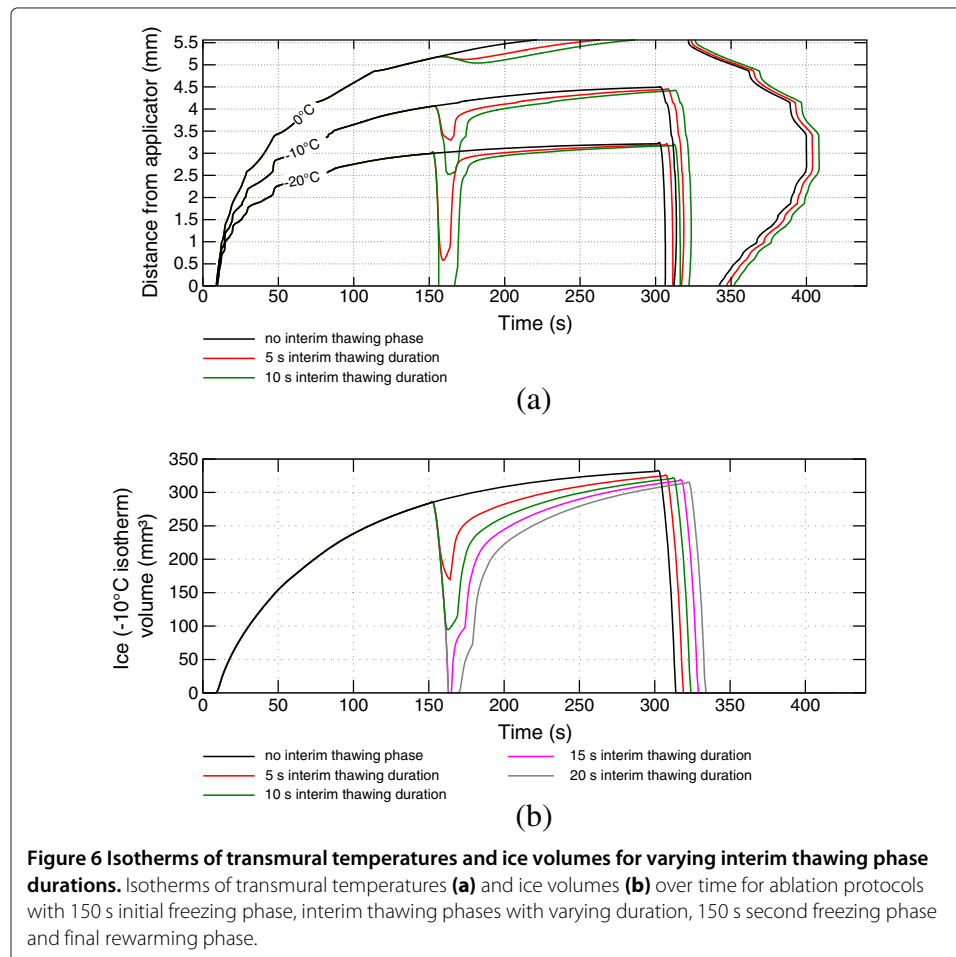 5.5
5
4.5
4
3.5
3
2.5
2
1.5
1
0.5
0
Distance from applicator (mm)
0°C
-10°C
-20°C
0 50 100 150 200 250 300 350 400
Time (s)
no interim thawing phase
5 s interim thawing duration
10 s interim thawing duration
(a)
350
300
250
200
150
100
50
0
Ice (-10°C isotherm)
volume (mm³)
0 50 100 150 200 250 300 350 400
Time (s)
no interim thawing phase
5 s interim thawing duration
10 s interim thawing duration
15 s interim thawing duration
20 s interim thawing duration
(b)
Figure 6 Isotherms of transmural temperatures and ice volumes for varying interim thawing phase
durations. Isotherms of transmural temperatures (a) and ice volumes (b) over time for ablation protocols
with 150 s initial freezing phase, interim thawing phases with varying duration, 150 s second freezing phase
and final rewarming phase.